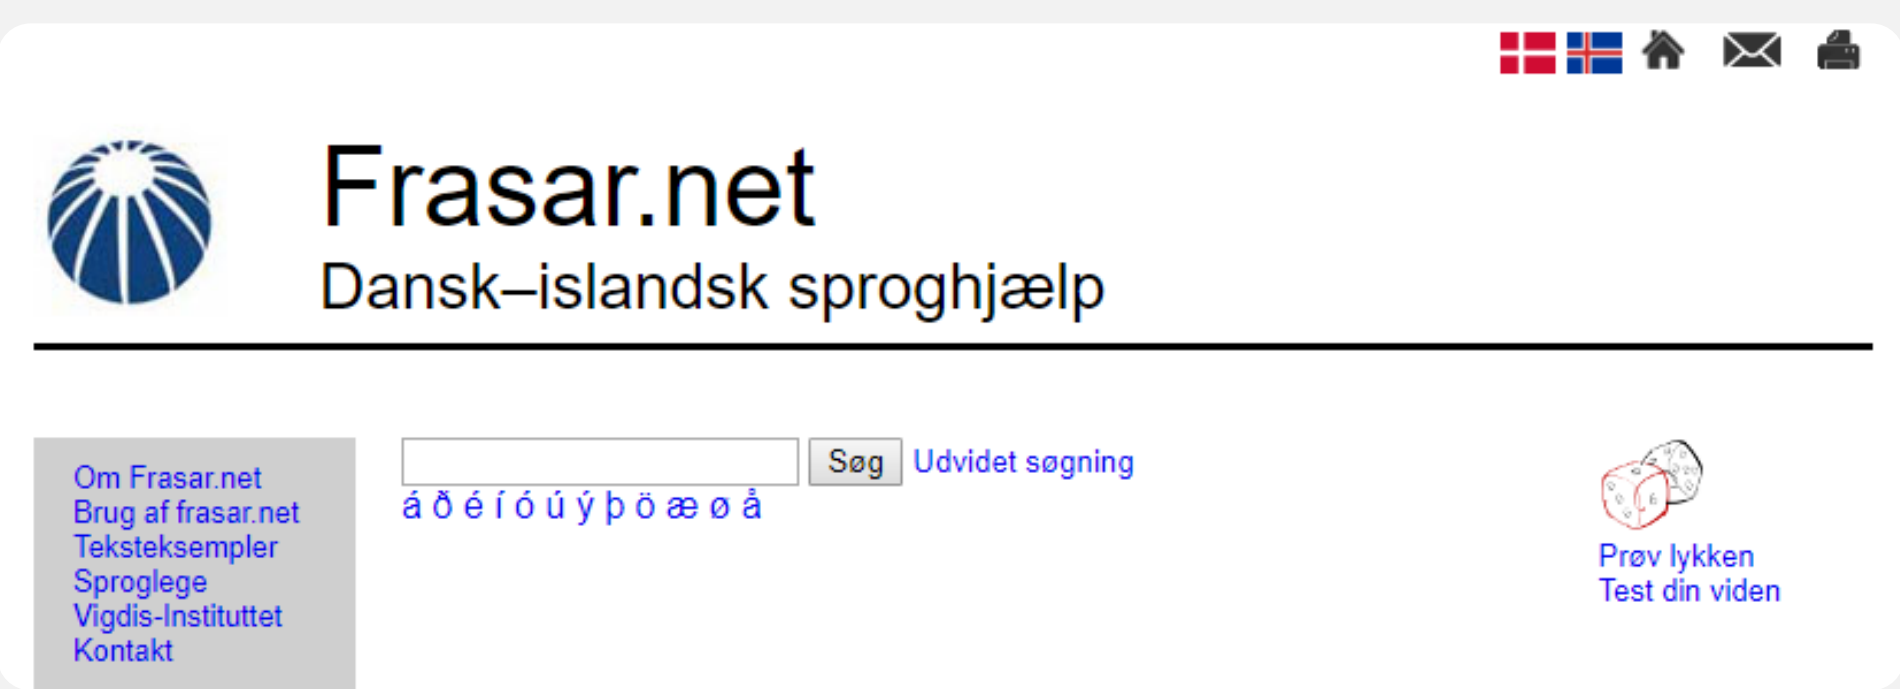 Frasar.net
Dansk–islandsk sproghjælp
Om Frasar.net
Brug af frasar.net
Teksteksempler
Sproglege
Vigdis-Instituttet
Kontakt
Søg Udvidet søgning
á ð é í ó ú ý þ ö æ ø å
Prøv lykken
Test din viden